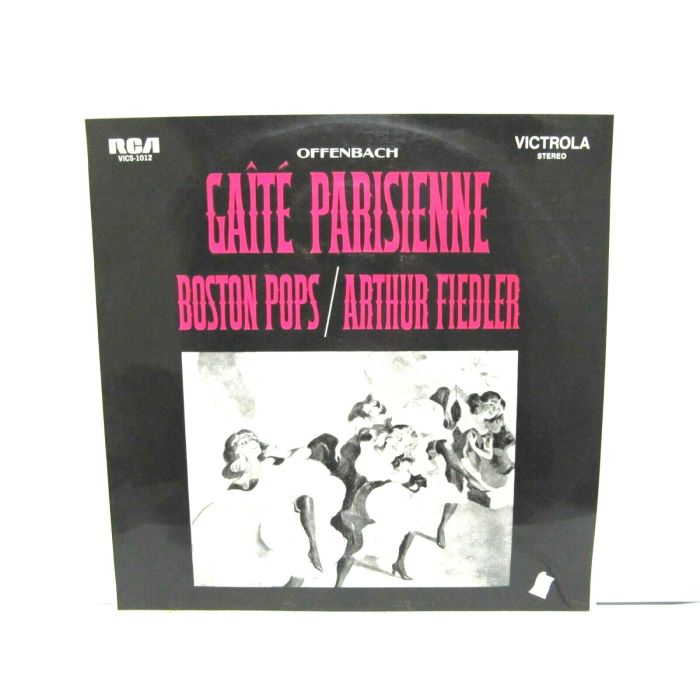 RCA
VICS-1012
OFFENBACH
VICTROLA
STEREO
GAÎTÉ PARISIENNE
BOSTON POPS / ARTHUR FIEDLER